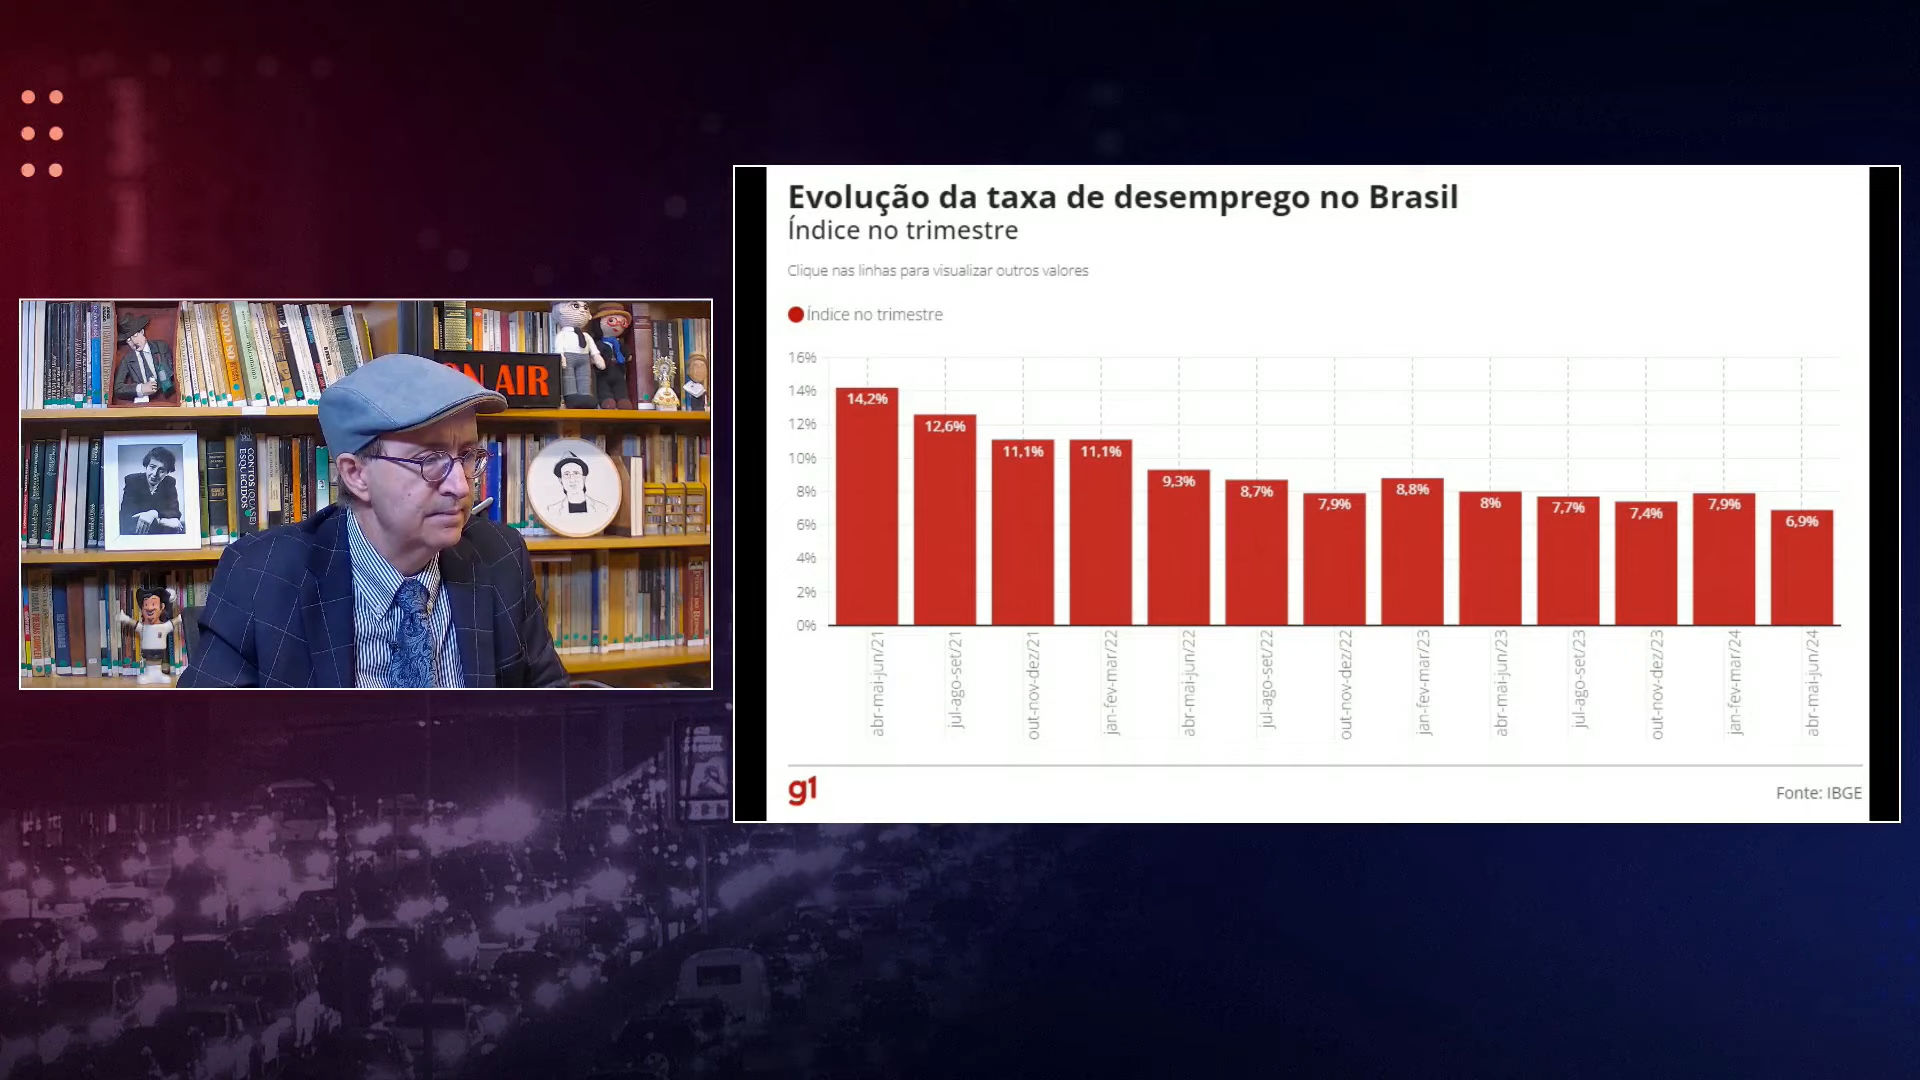 Evolução da taxa de desemprego no Brasil
Índice no trimestre
Clique nas linhas para visualizar outros valores
Índice no trimestre
16%
14%
12%
10%
8%
6%
4%
2%
0%
14,2%
12,6%
11,1%
11,1%
9,3%
8,7%
7,9%
8,8%
8%
7,7%
7,4%
7,9%
6,9%
abr-mai-jun/21
jul-ago-set/21
out-nov-dez/21
jan-fev-mar/22
abr-mai-jun/22
jul-ago-set/22
out-nov-dez/22
jan-fev-mar/23
abr-mai-jun/23
jul-ago-set/23
out-nov-dez/23
jan-fev-mar/24
abr-mai-jun/24
g1
Fonte: IBGE
N AIR
OS COCOS
CONTOS (QUASE)
ESQUECIDOS